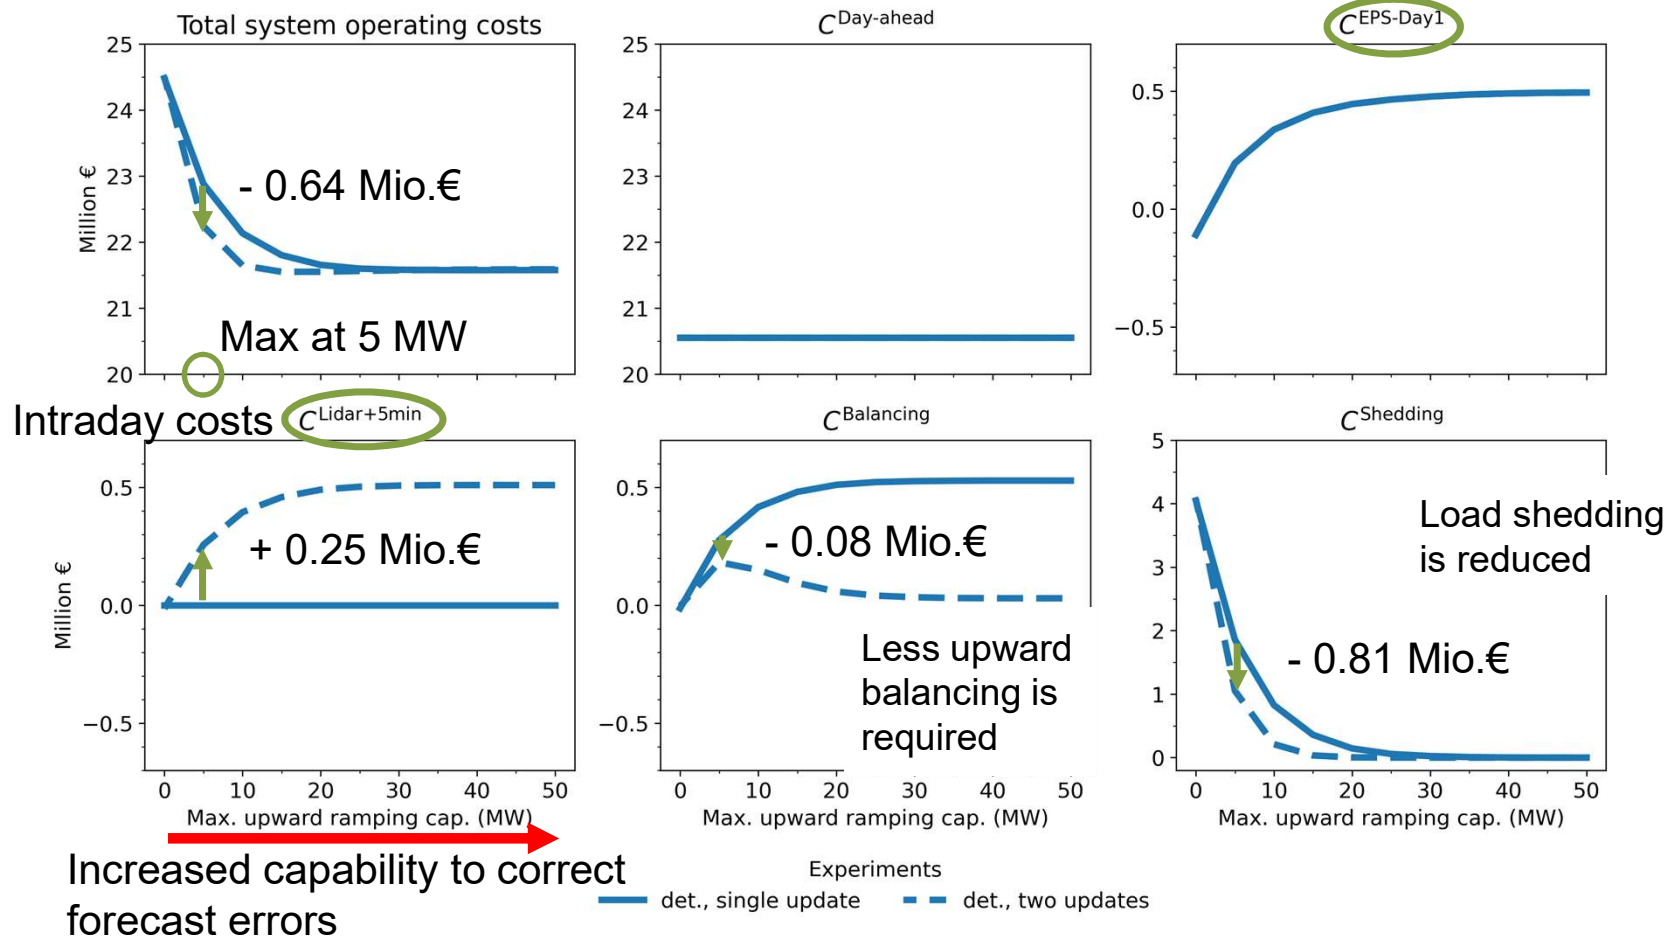 Total system operating costs
C^Day-ahead
C^EPS-Day1
25
24
23
22
21
20
Million €
- 0.64 Mio.€
Max at 5 MW
25
24
23
22
21
20
0.5
0.0
−0.5
Intraday costs
C^Lidar+5min
C^Balancing
C^Shedding
0.5
0.0
−0.5
Million €
+ 0.25 Mio.€
0 10 20 30 40 50
Max. upward ramping cap. (MW)
0.5
0.0
−0.5
- 0.08 Mio.€
Less upward
balancing is
required
0 10 20 30 40 50
Max. upward ramping cap. (MW)
5
4
3
2
1
0
Load shedding
is reduced
- 0.81 Mio.€
0 10 20 30 40 50
Max. upward ramping cap. (MW)
Increased capability to correct
forecast errors
Experiments
det., single update
det., two updates